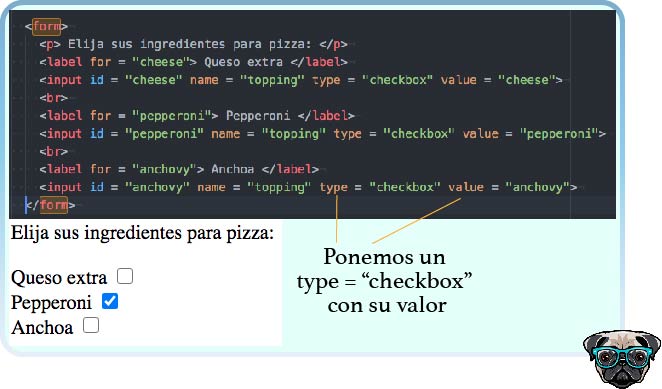 <form>
<p> Elija sus ingredientes para pizza: </p>
<label for = "cheese"> Queso extra </label>
<input id = "cheese" name = "topping" type = "checkbox" value = "cheese">
<br>
<label for = "pepperoni"> Pepperoni </label>
<input id = "pepperoni" name = "topping" type = "checkbox" value = "pepperoni">
<br>
<label for = "anchovy"> Anchoa </label>
<input id = "anchovy" name = "topping" type = "checkbox" value = "anchovy">
</form>
Elija sus ingredientes para pizza:
Queso extra
Pepperoni
Anchoa
Ponemos un
type = “checkbox”
con su valor